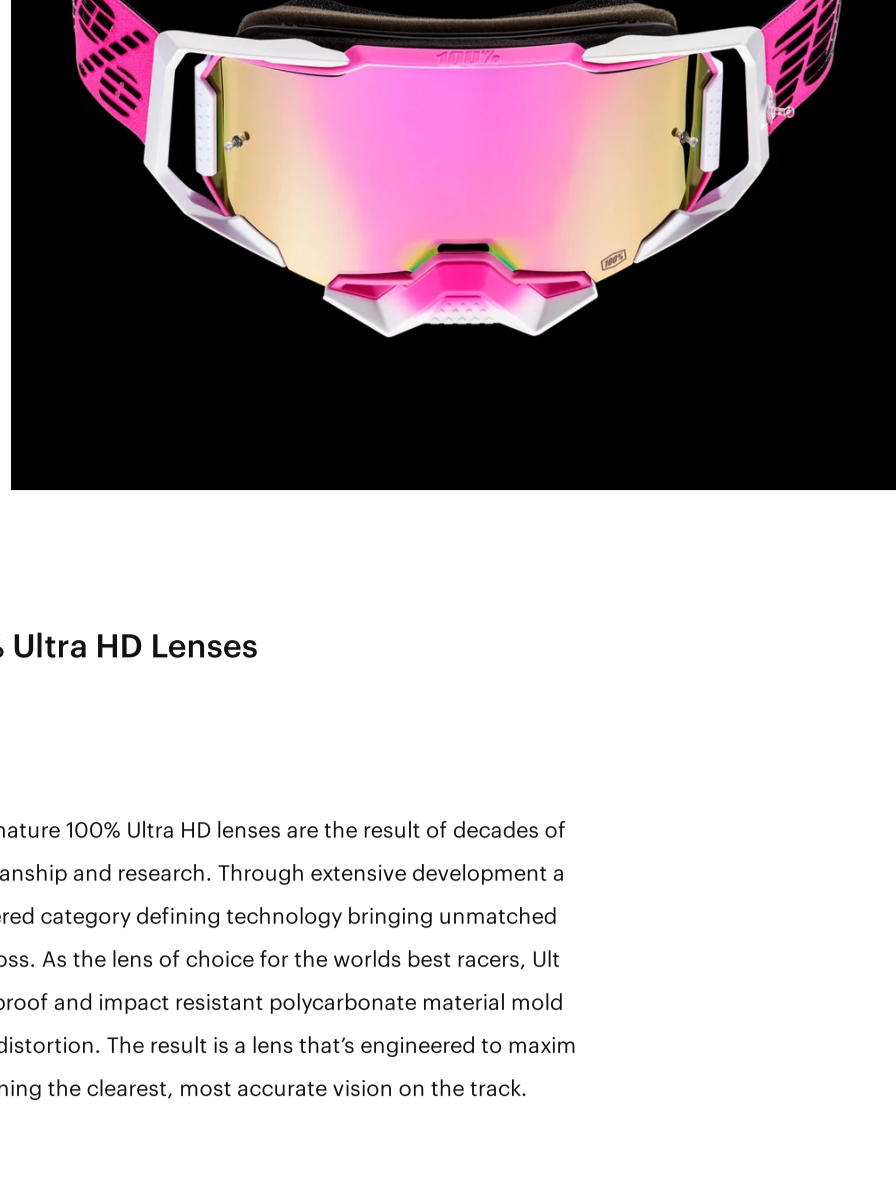 100%
100%
% Ultra HD Lenses
nature 100% Ultra HD lenses are the result of decades of
anship and research. Through extensive development a
ered category defining technology bringing unmatched
oss. As the lens of choice for the worlds best racers, Ult
proof and impact resistant polycarbonate material mold
distortion. The result is a lens that’s engineered to maxim
ning the clearest, most accurate vision on the track.